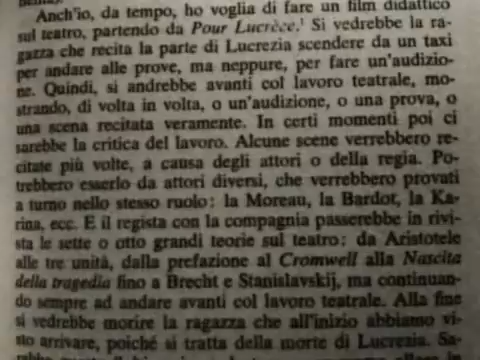 Anch'io, da tempo, ho voglia di fare un film didattico
sul teatro, partendo da Pour Lucrèce.¹ Si vedrebbe la ra-
gazza che recita la parte di Lucrezia scendere da un taxi
per andare alle prove, ma neppure, per fare un'audizio-
ne. Quindi, si andrebbe avanti col lavoro teatrale, mo-
strando, di volta in volta, o un'audizione, o una prova, o
una scena recitata veramente. In certi momenti poi ci
sarebbe la critica del lavoro. Alcune scene verrebbero re-
citate più volte, a causa degli attori o della regia. Po-
trebbero esserlo da attori diversi, che verrebbero provati
a turno nello stesso ruolo: la Moreau, la Bardot, la Ka-
rina, ecc. E il regista con la compagnia passerebbe in rivi-
sta le sette o otto grandi teorie sul teatro: da Aristotele
alle tre unità, dalla prefazione al Cromwell alla Nascita
della tragedia fino a Brecht e Stanislavskij, ma continuan-
do sempre ad andare avanti col lavoro teatrale. Alla fine
si vedrebbe morire la ragazza che all'inizio abbiamo vi-
sto arrivare, poiché si tratta della morte di Lucrezia. Sa-